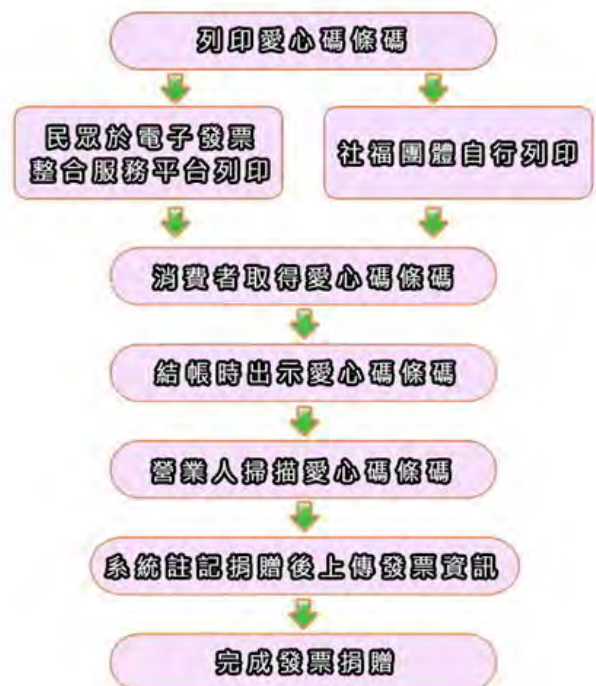 列印愛心碼條碼
民眾於電子發票
整合服務平台列印
社福團體自行列印
消費者取得愛心碼條碼
結帳時出示愛心碼條碼
營業人掃描愛心碼條碼
系統註記捐贈後上傳發票資訊
完成發票捐贈